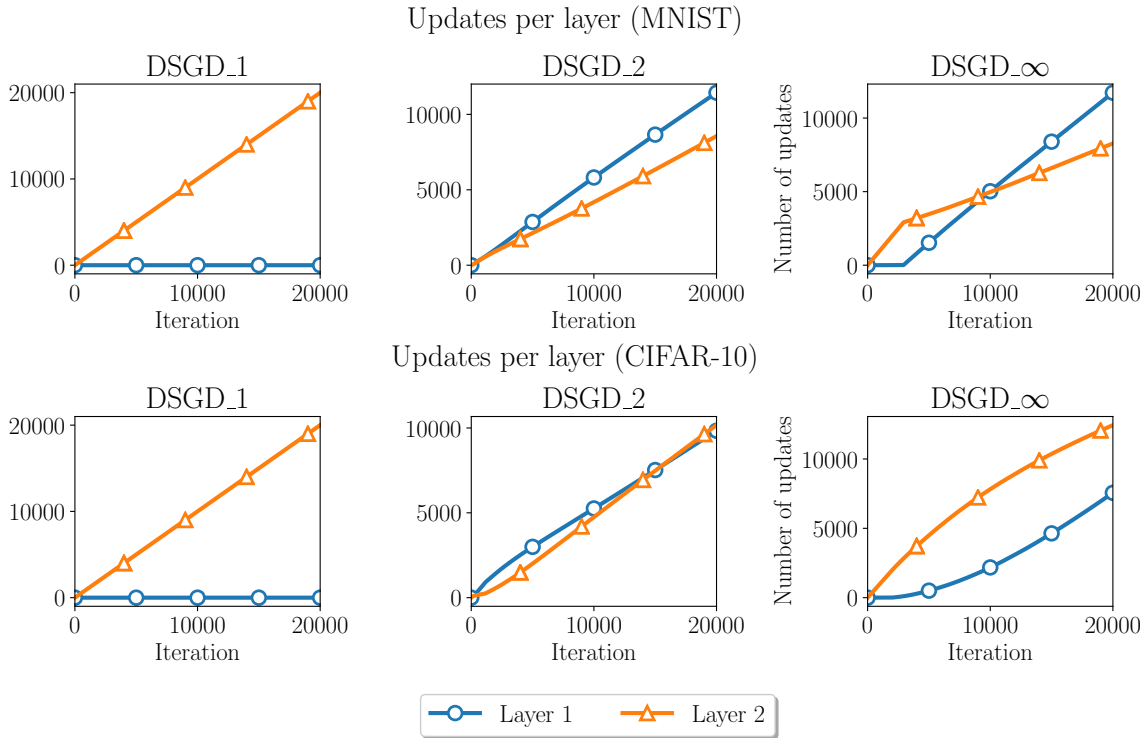 Updates per layer (MNIST)
DSGD_1
DSGD_2
DSGD_∞
20000
10000
0
0
10000
20000
Iteration
10000
5000
0
0
10000
20000
Iteration
Number of updates
10000
5000
0
0
10000
20000
Iteration
Updates per layer (CIFAR-10)
DSGD_1
DSGD_2
DSGD_∞
20000
10000
0
0
10000
20000
Iteration
10000
5000
0
0
10000
20000
Iteration
Number of updates
10000
5000
0
0
10000
20000
Iteration
Layer 1
Layer 2